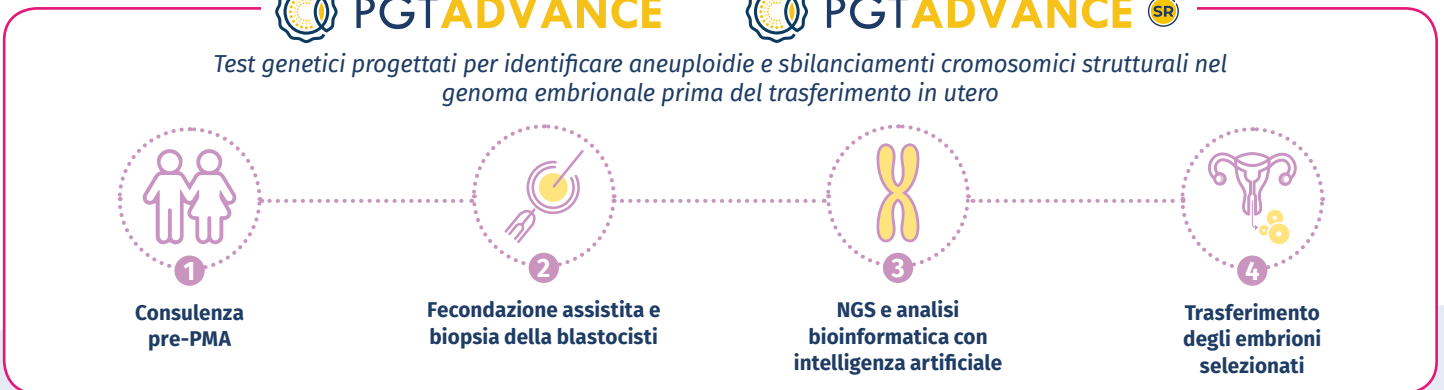 PGTADVANCE PGTADVANCE SR
Test genetici progettati per identificare aneuploidie e sbilanciamenti cromosomici strutturali nel
genoma embrionale prima del trasferimento in utero
1
Consulenza
pre-PMA
2
Fecondazione assistita e
biopsia della blastocisti
3
NGS e analisi
bioinformatica con
intelligenza artificiale
4
Trasferimento
degli embrioni
selezionati